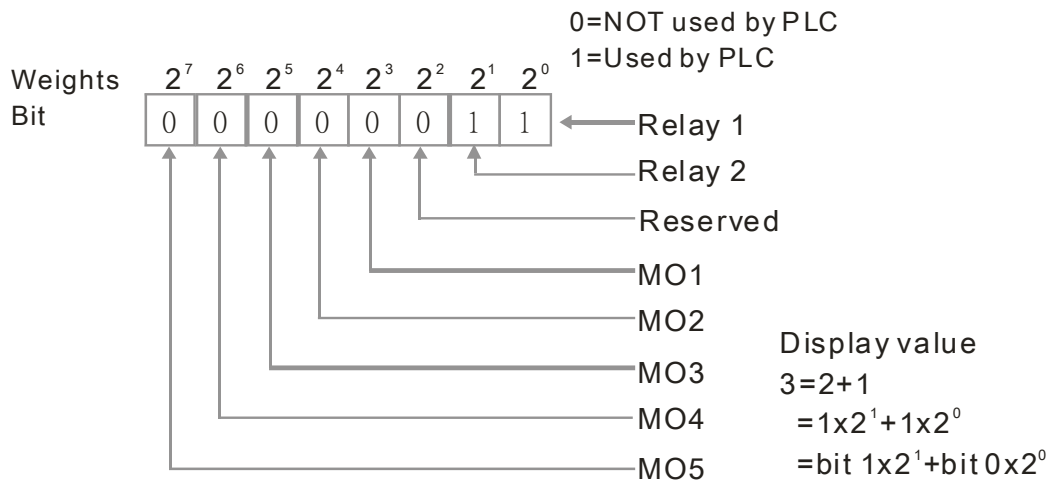 0=NOT used by PLC
1=Used by PLC
Weights 2⁷ 2⁶ 2⁵ 2⁴ 2³ 2² 2¹ 2⁰
Bit 0 0 0 0 0 0 1 1
Relay 1
Relay 2
Reserved
MO1
MO2
MO3
MO4
MO5
Display value
3=2+1
=1x2¹+1x2⁰
=bit 1x2¹+bit 0x2⁰